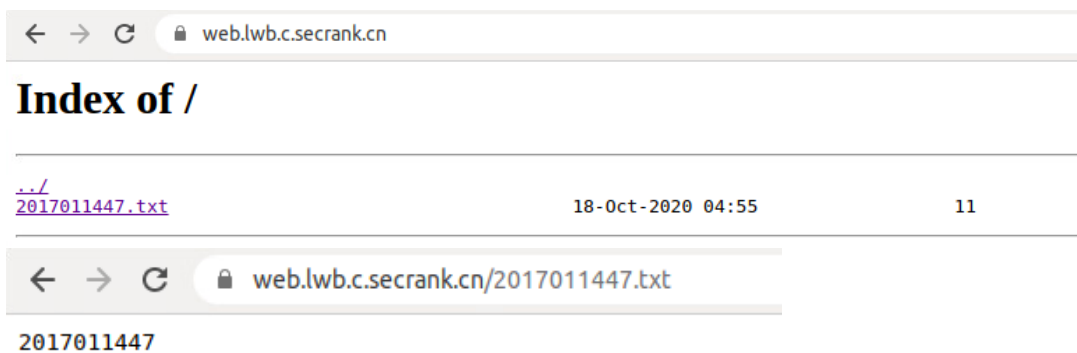 web.lwb.c.secrank.cn
Index of /
../
2017011447.txt 18-Oct-2020 04:55 11
web.lwb.c.secrank.cn/2017011447.txt
2017011447